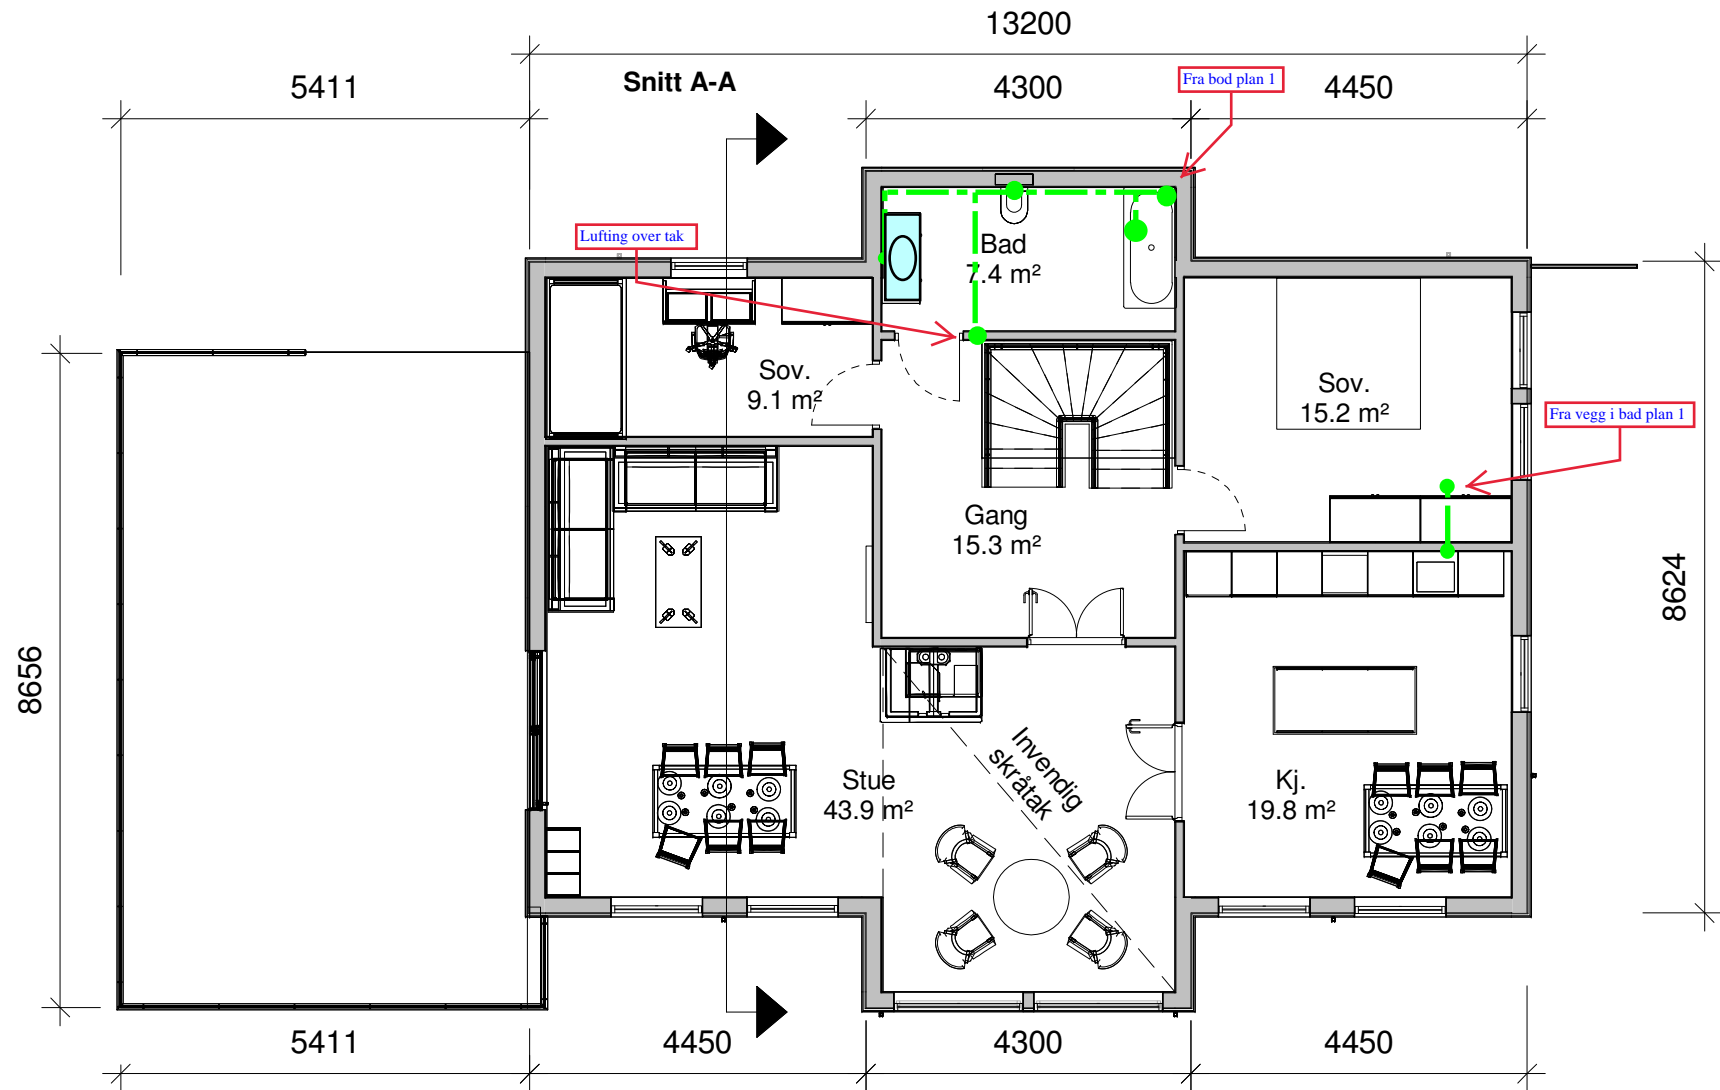 13200
5411
Snitt A-A
4300
Fra bod plan 1
4450
Lufting over tak
Bad
7.4 m²
Sov.
9.1 m²
Sov.
15.2 m²
Fra vegg i bad plan 1
Gang
15.3 m²
8624
8656
Invendig
skråtak
Stue
43.9 m²
Kj.
19.8 m²
5411
4450
4300
4450